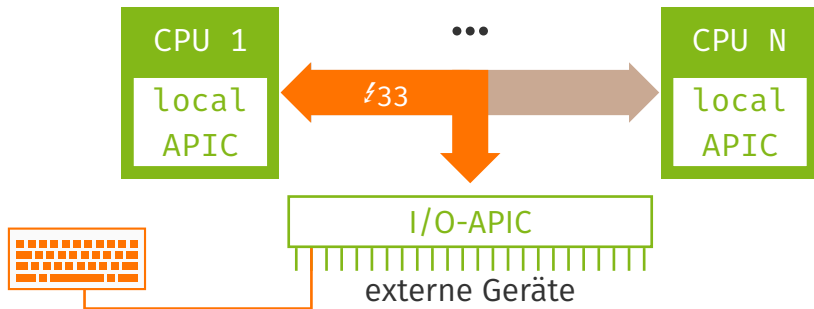 CPU 1
local
APIC
•••
⚡33
CPU N
local
APIC
I/O-APIC
externe Geräte